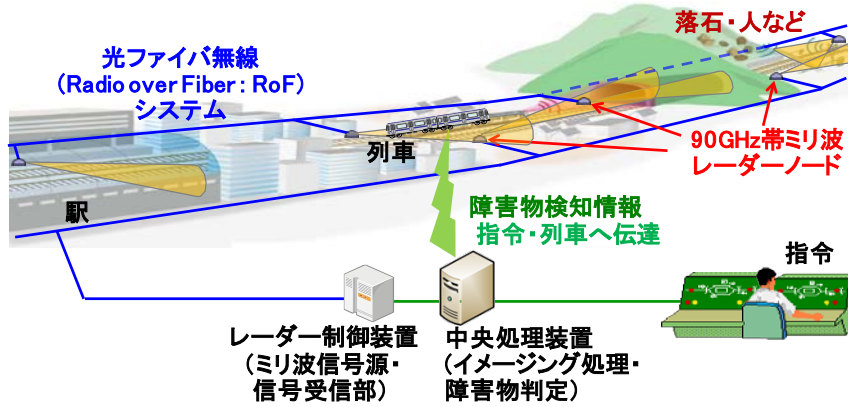 落石・人など
光ファイバ無線
（Radio over Fiber：RoF）
システム
列車
90GHz帯ミリ波
レーダーノード
駅
障害物検知情報
指令・列車へ伝達
指令
レーダー制御装置
（ミリ波信号源・
信号受信部）
中央処理装置
（イメージング処理・
障害物判定）